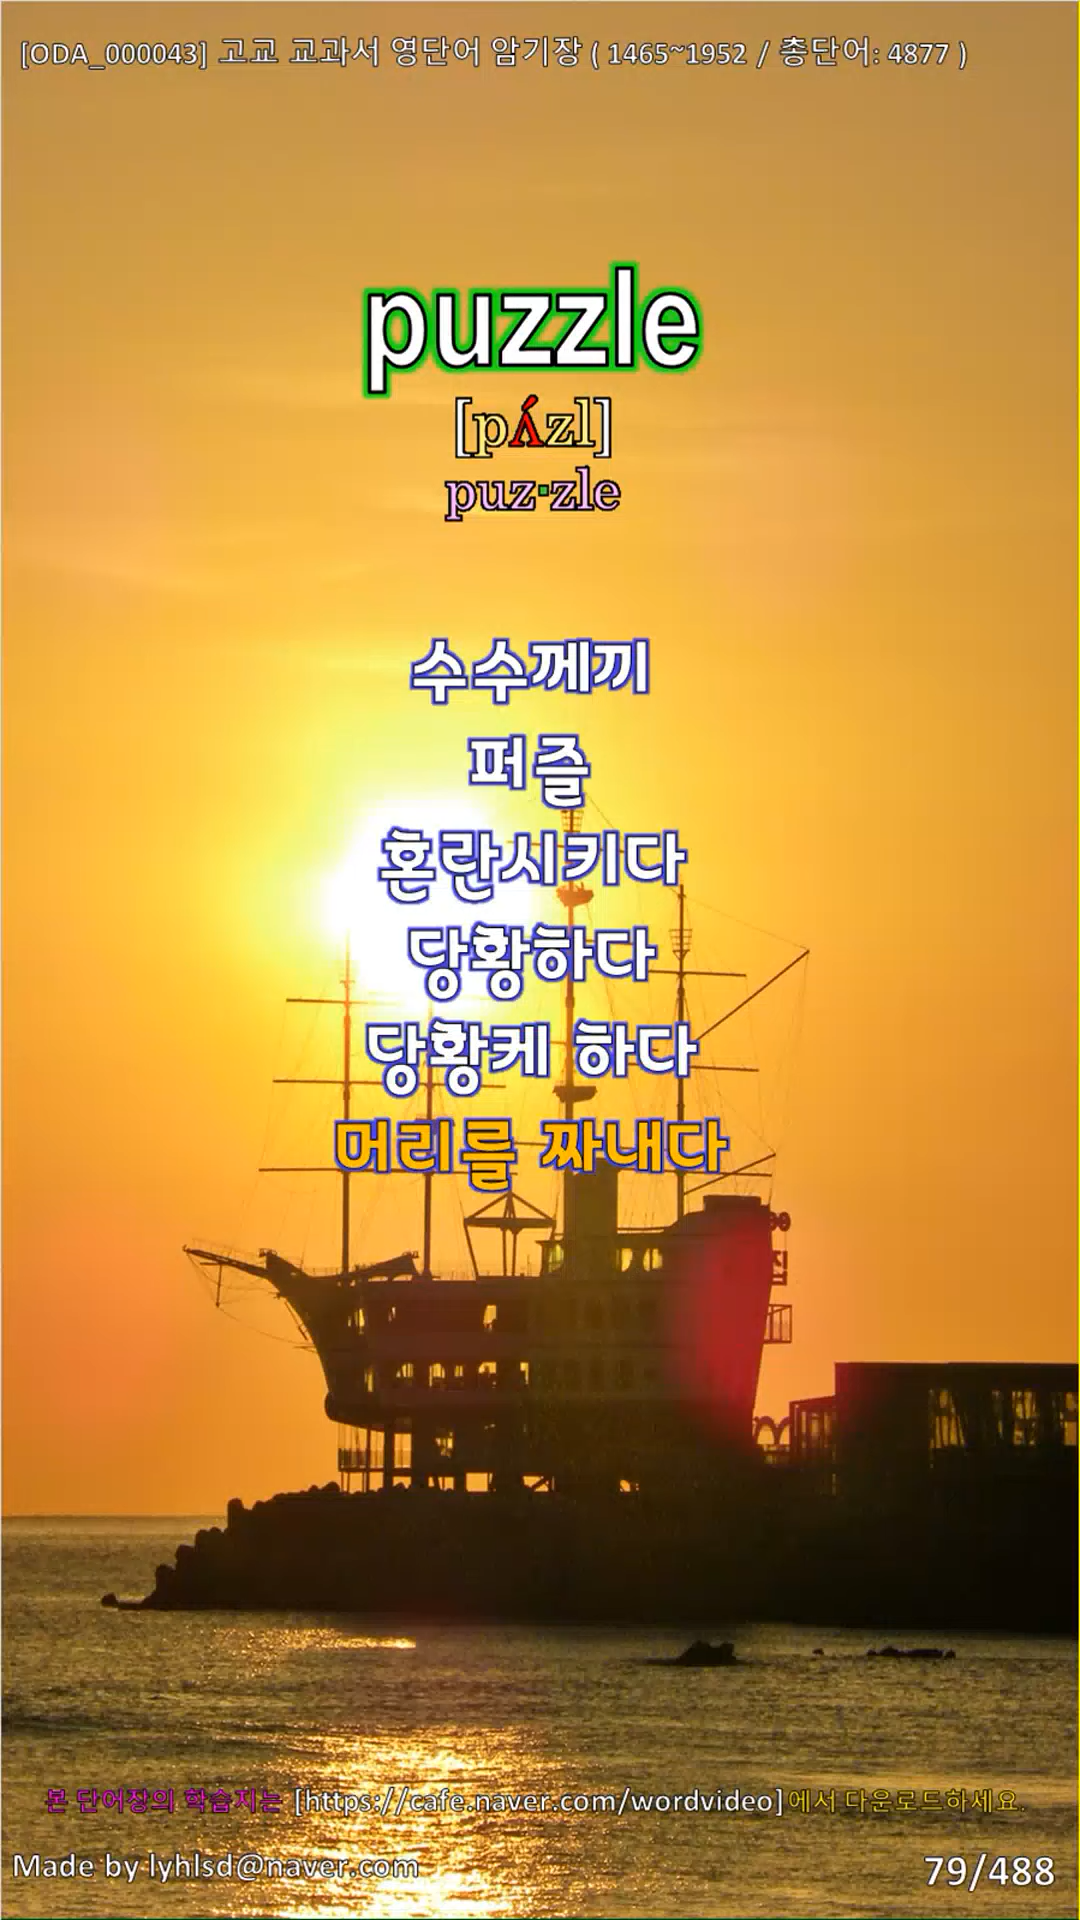 [ODA_000043] 고교 교과서 영단어 암기장 ( 1465~1952 / 총단어: 4877 )
puzzle
[pʌ́zl]
puz·zle
수수께끼
퍼즐
혼란시키다
당황하다
당황케 하다
머리를 짜내다
본 단어장의 학습지는 [https://cafe.naver.com/wordvideo]에서 다운로드하세요.
Made by lyhlsd@naver.com
79/488